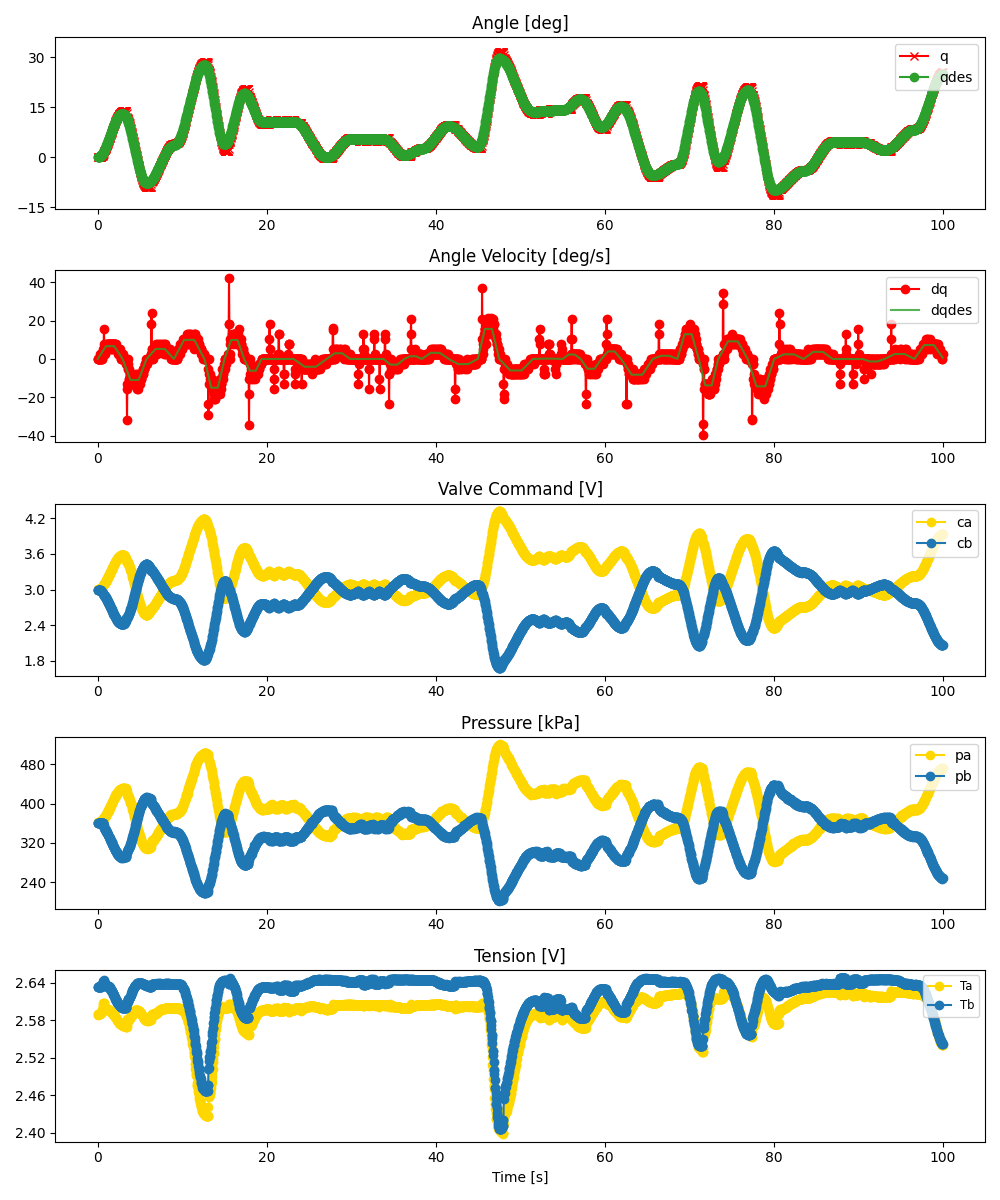 Angle [deg]
30
15
0
−15
q
qdes
0 20 40 60 80 100
Angle Velocity [deg/s]
40
20
0
−20
−40
dq
dqdes
0 20 40 60 80 100
Valve Command [V]
4.2
3.6
3.0
2.4
1.8
ca
cb
0 20 40 60 80 100
Pressure [kPa]
480
400
320
240
pa
pb
0 20 40 60 80 100
Tension [V]
2.64
2.58
2.52
2.46
2.40
Ta
Tb
0 20 40 60 80 100
Time [s]